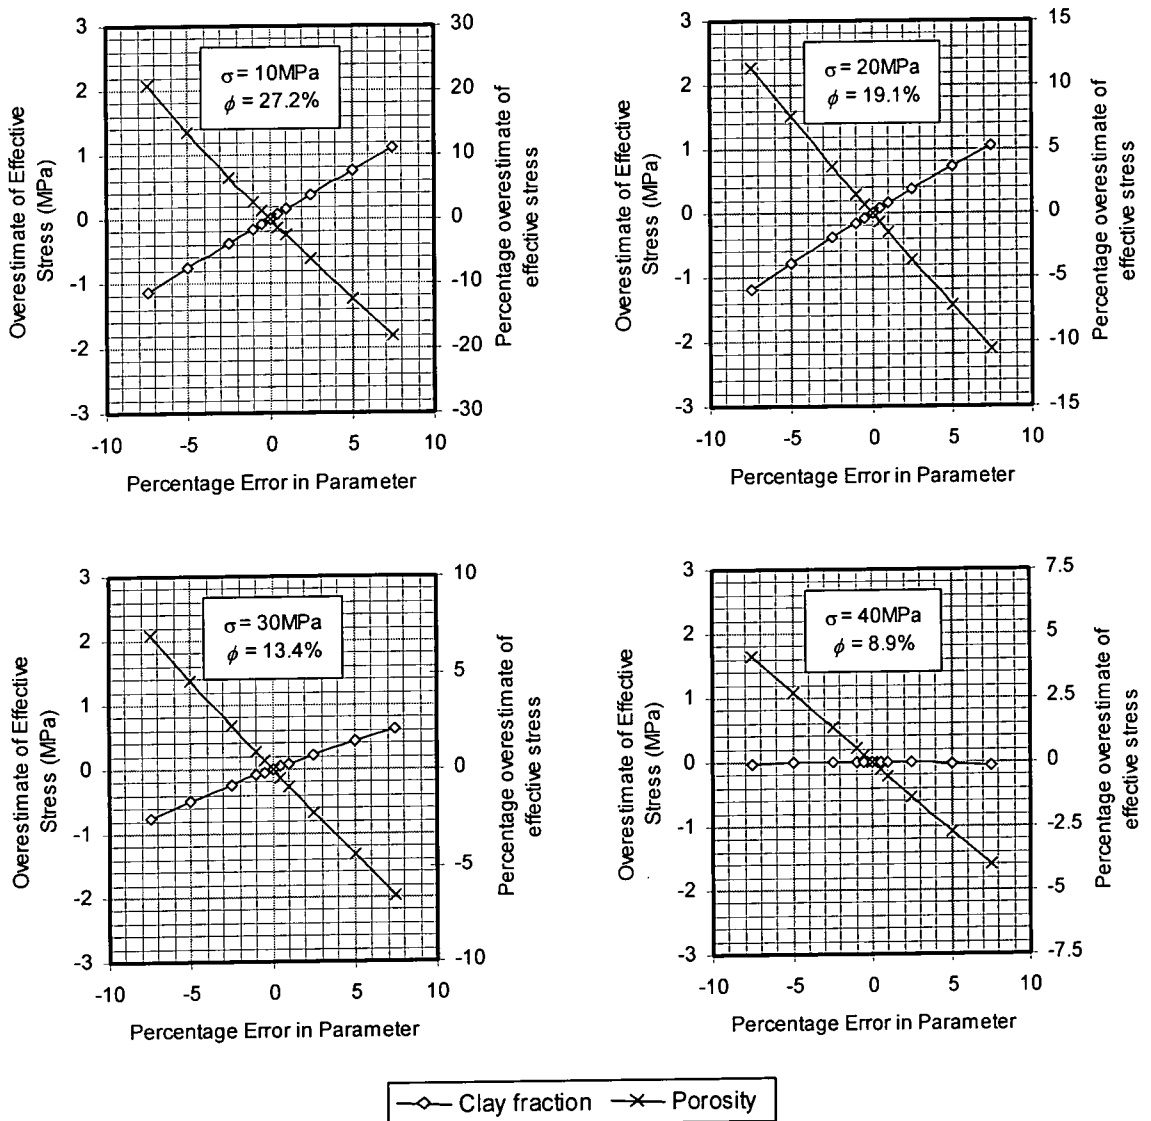 3
2
1
0
-1
-2
-3
30
20
10
0
-10
-20
-30
-10
-5
0
5
10
σ = 10MPa
ϕ = 27.2%
Overestimate of Effective
Stress (MPa)
Percentage overestimate of
effective stress
Percentage Error in Parameter
3
2
1
0
-1
-2
-3
15
10
5
0
-5
-10
-15
-10
-5
0
5
10
σ = 20MPa
ϕ = 19.1%
Overestimate of Effective
Stress (MPa)
Percentage overestimate of
effective stress
Percentage Error in Parameter
3
2
1
0
-1
-2
-3
10
5
0
-5
-10
-10
-5
0
5
10
σ = 30MPa
ϕ = 13.4%
Overestimate of Effective
Stress (MPa)
Percentage overestimate of
effective stress
Percentage Error in Parameter
3
2
1
0
-1
-2
-3
7.5
5
2.5
0
-2.5
-5
-7.5
-10
-5
0
5
10
σ = 40MPa
ϕ = 8.9%
Overestimate of Effective
Stress (MPa)
Percentage overestimate of
effective stress
Percentage Error in Parameter
Clay fraction
Porosity